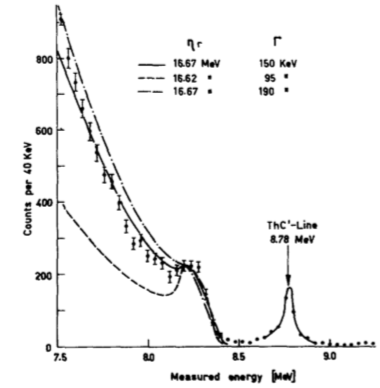 ηr Γ
16.67 MeV 150 KeV
16.62 " 95 "
16.67 " 190 "
Counts per 40 KeV
800
600
400
200
0
ThC'-Line
8.78 MeV
7.5 8.0 8.5 9.0
Measured energy [MeV]